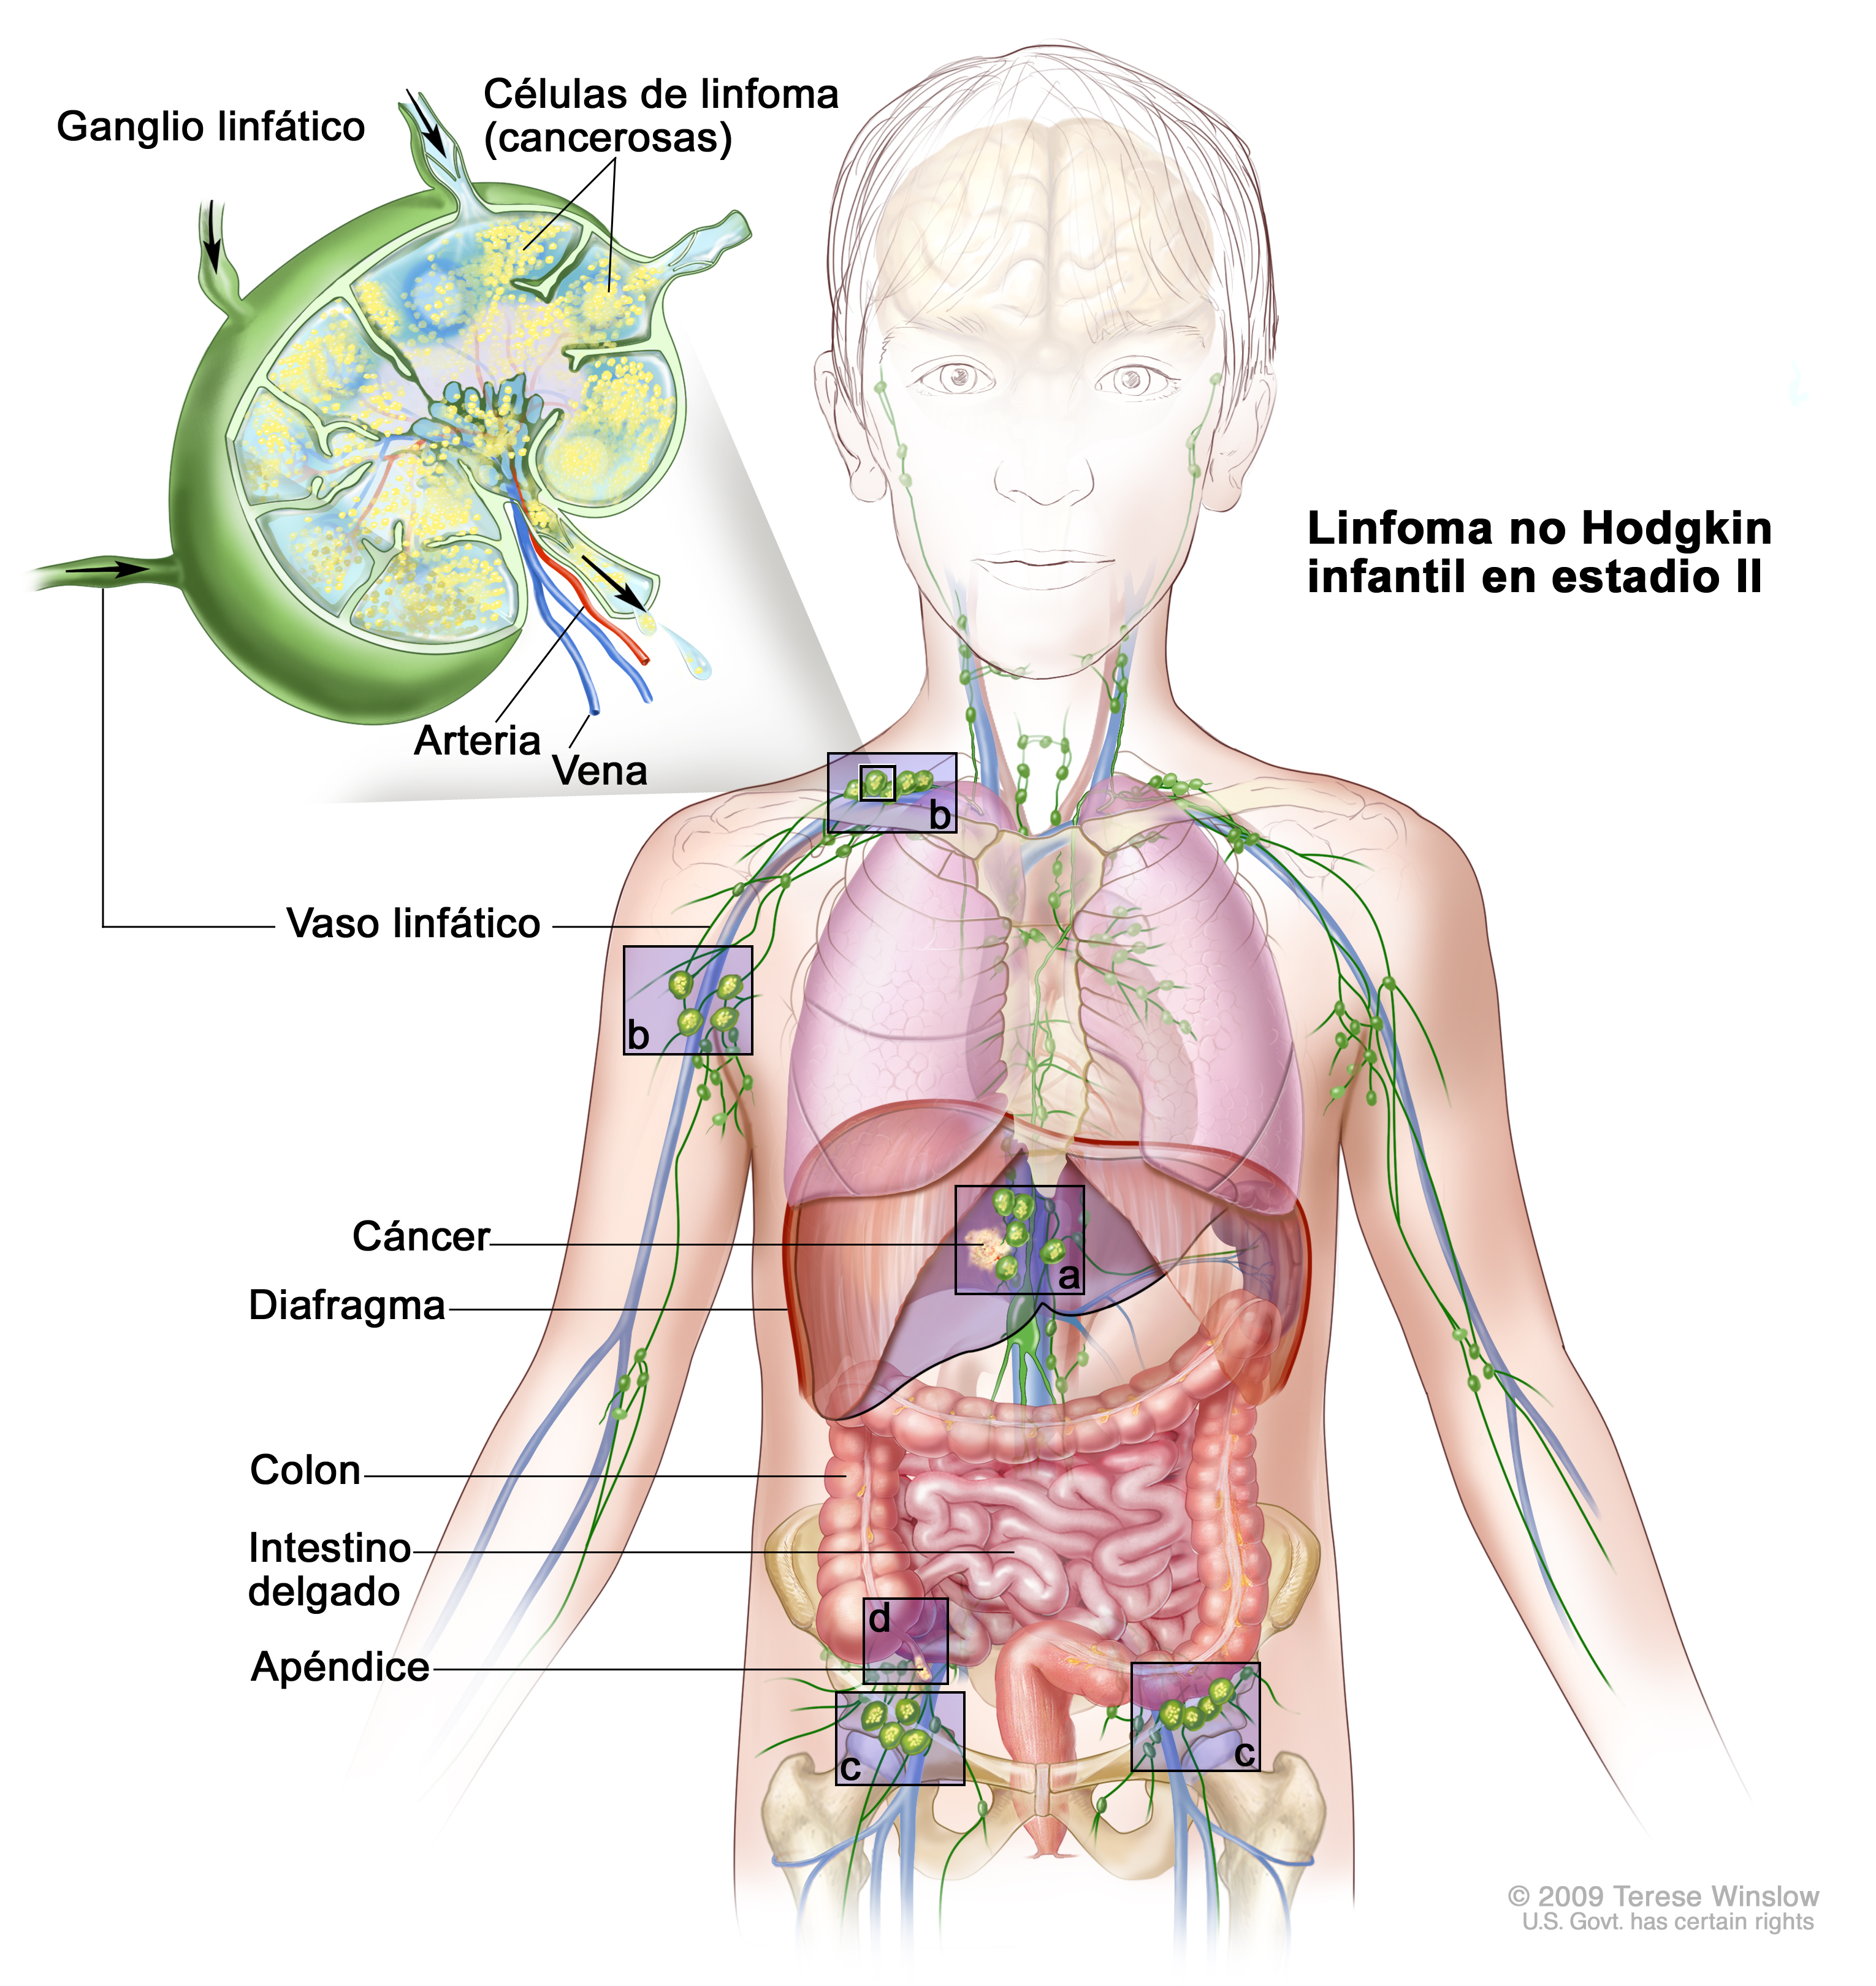 Ganglio linfático
Células de linfoma
(cancerosas)
Linfoma no Hodgkin
infantil en estadio II
Arteria
Vena
b
Vaso linfático
b
Cáncer
a
Diafragma
Colon
Intestino
delgado
d
Apéndice
c
c
© 2009 Terese Winslow
U.S. Govt. has certain rights